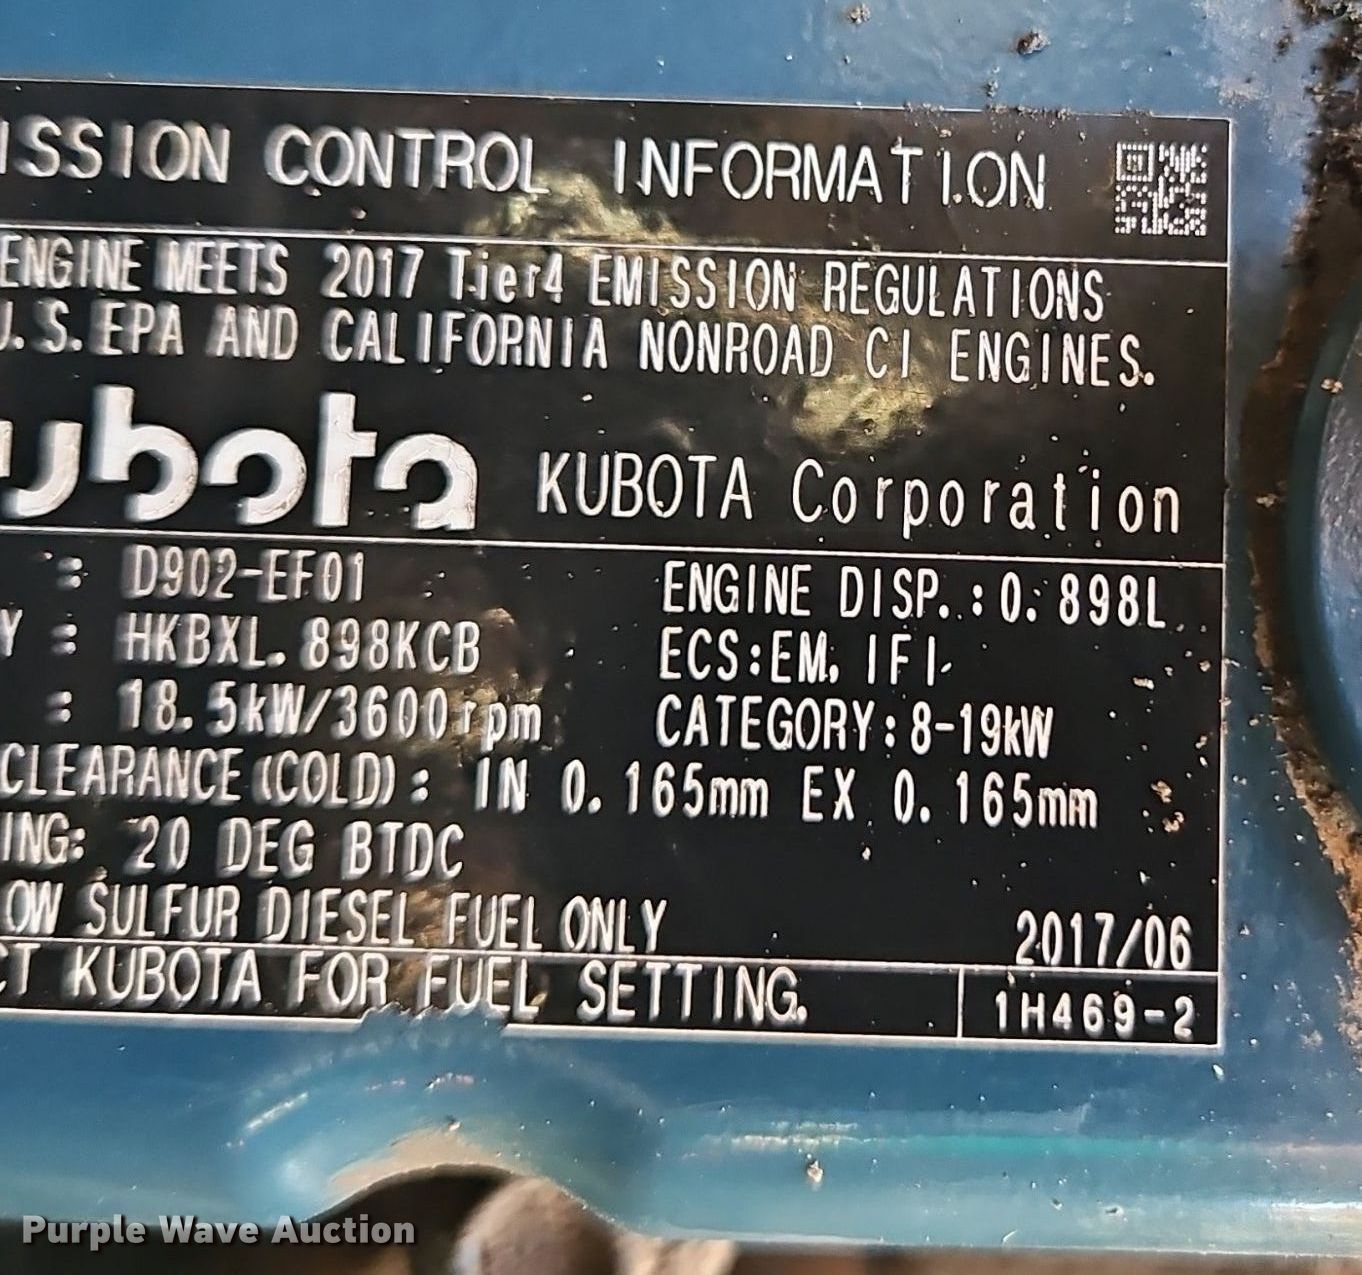 ISSION CONTROL INFORMATION
ENGINE MEETS 2017 Tier4 EMISSION REGULATIONS
U.S.EPA AND CALIFORNIA NONROAD CI ENGINES.
ubota KUBOTA Corporation
: D902-EF01 ENGINE DISP.:0.898L
Y : HKBXL.898KCB ECS:EM, IFI
: 18.5kW/3600rpm CATEGORY:8-19kW
CLEARANCE (COLD): IN 0.165mm EX 0.165mm
ING: 20 DEG BTDC
OW SULFUR DIESEL FUEL ONLY 2017/06
CT KUBOTA FOR FUEL SETTING. 1H469-2
Purple Wave Auction